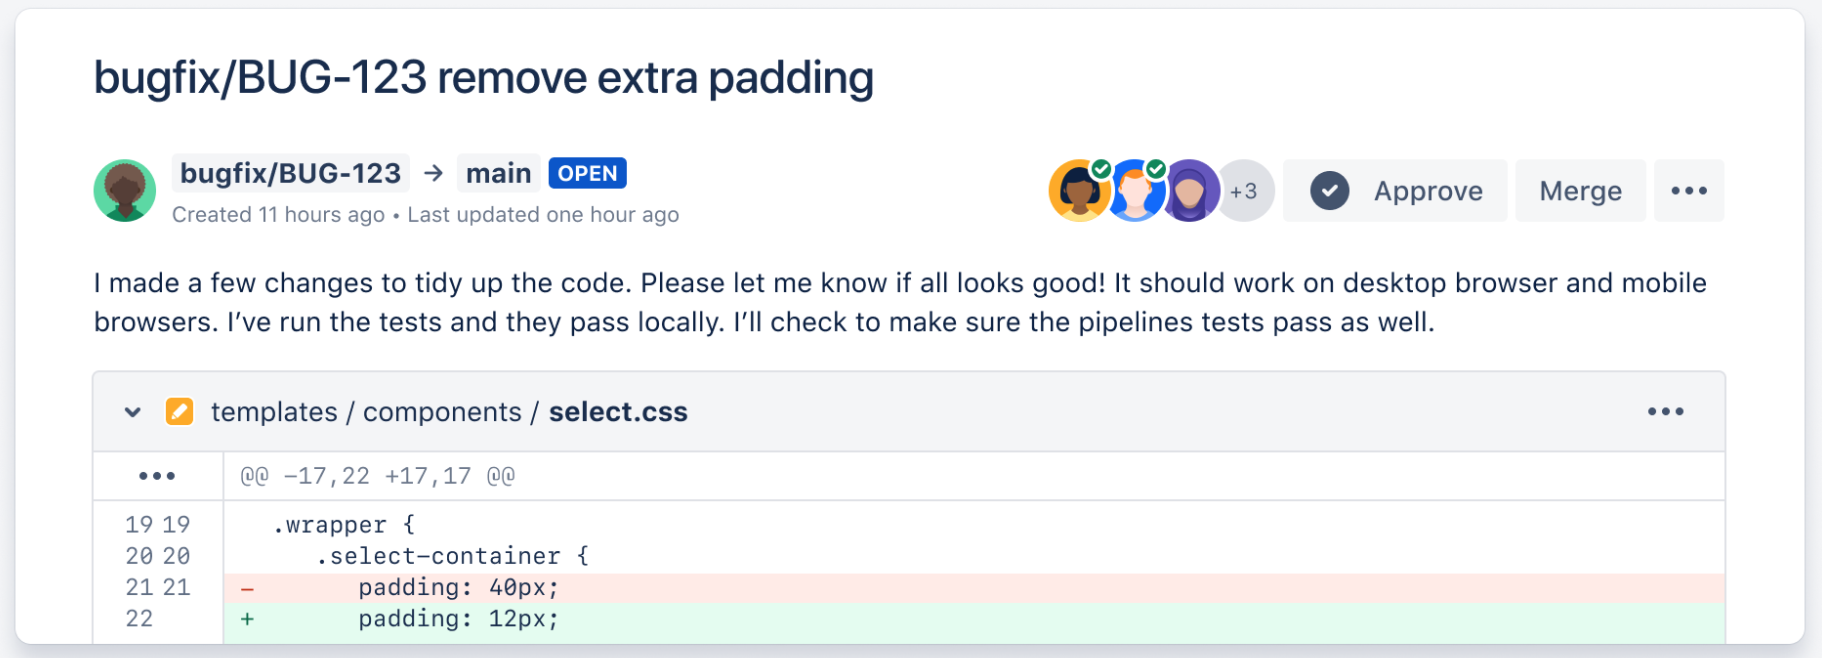 bugfix/BUG-123 remove extra padding
bugfix/BUG-123 → main OPEN
Created 11 hours ago • Last updated one hour ago
+3 Approve Merge •••
I made a few changes to tidy up the code. Please let me know if all looks good! It should work on desktop browser and mobile
browsers. I’ve run the tests and they pass locally. I’ll check to make sure the pipelines tests pass as well.
templates / components / select.css •••
••• @@ –17,22 +17,17 @@
19 19 .wrapper {
20 20 .select–container {
21 21 – padding: 40px;
22 + padding: 12px;